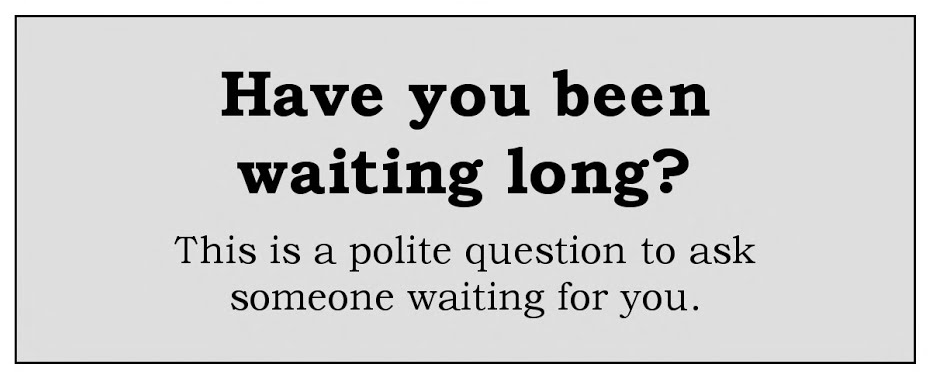 Have you been
waiting long?
This is a polite question to ask
someone waiting for you.